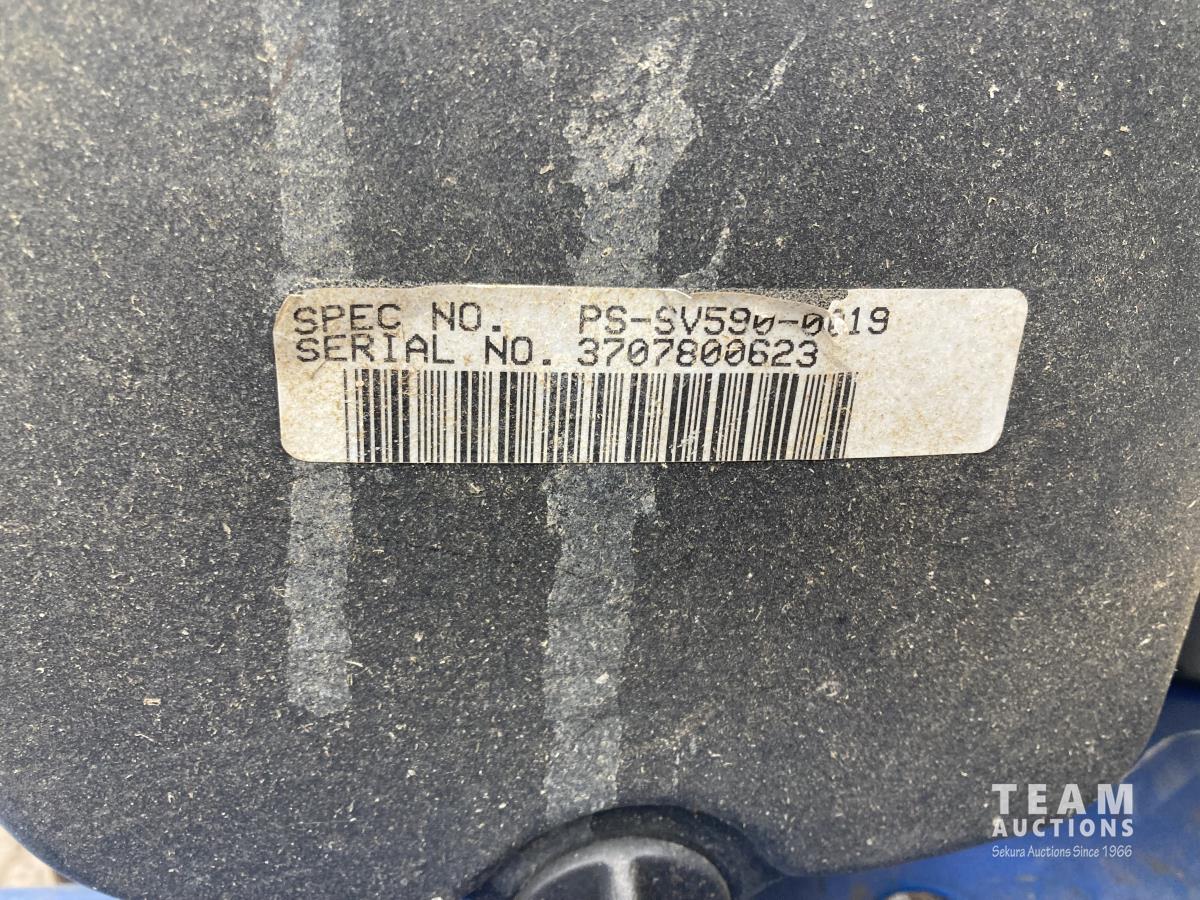 SPEC NO. PS-SV590-0019
SERIAL NO. 3707800623
TEAM
AUCTIONS
Sekura Auctions Since 1966